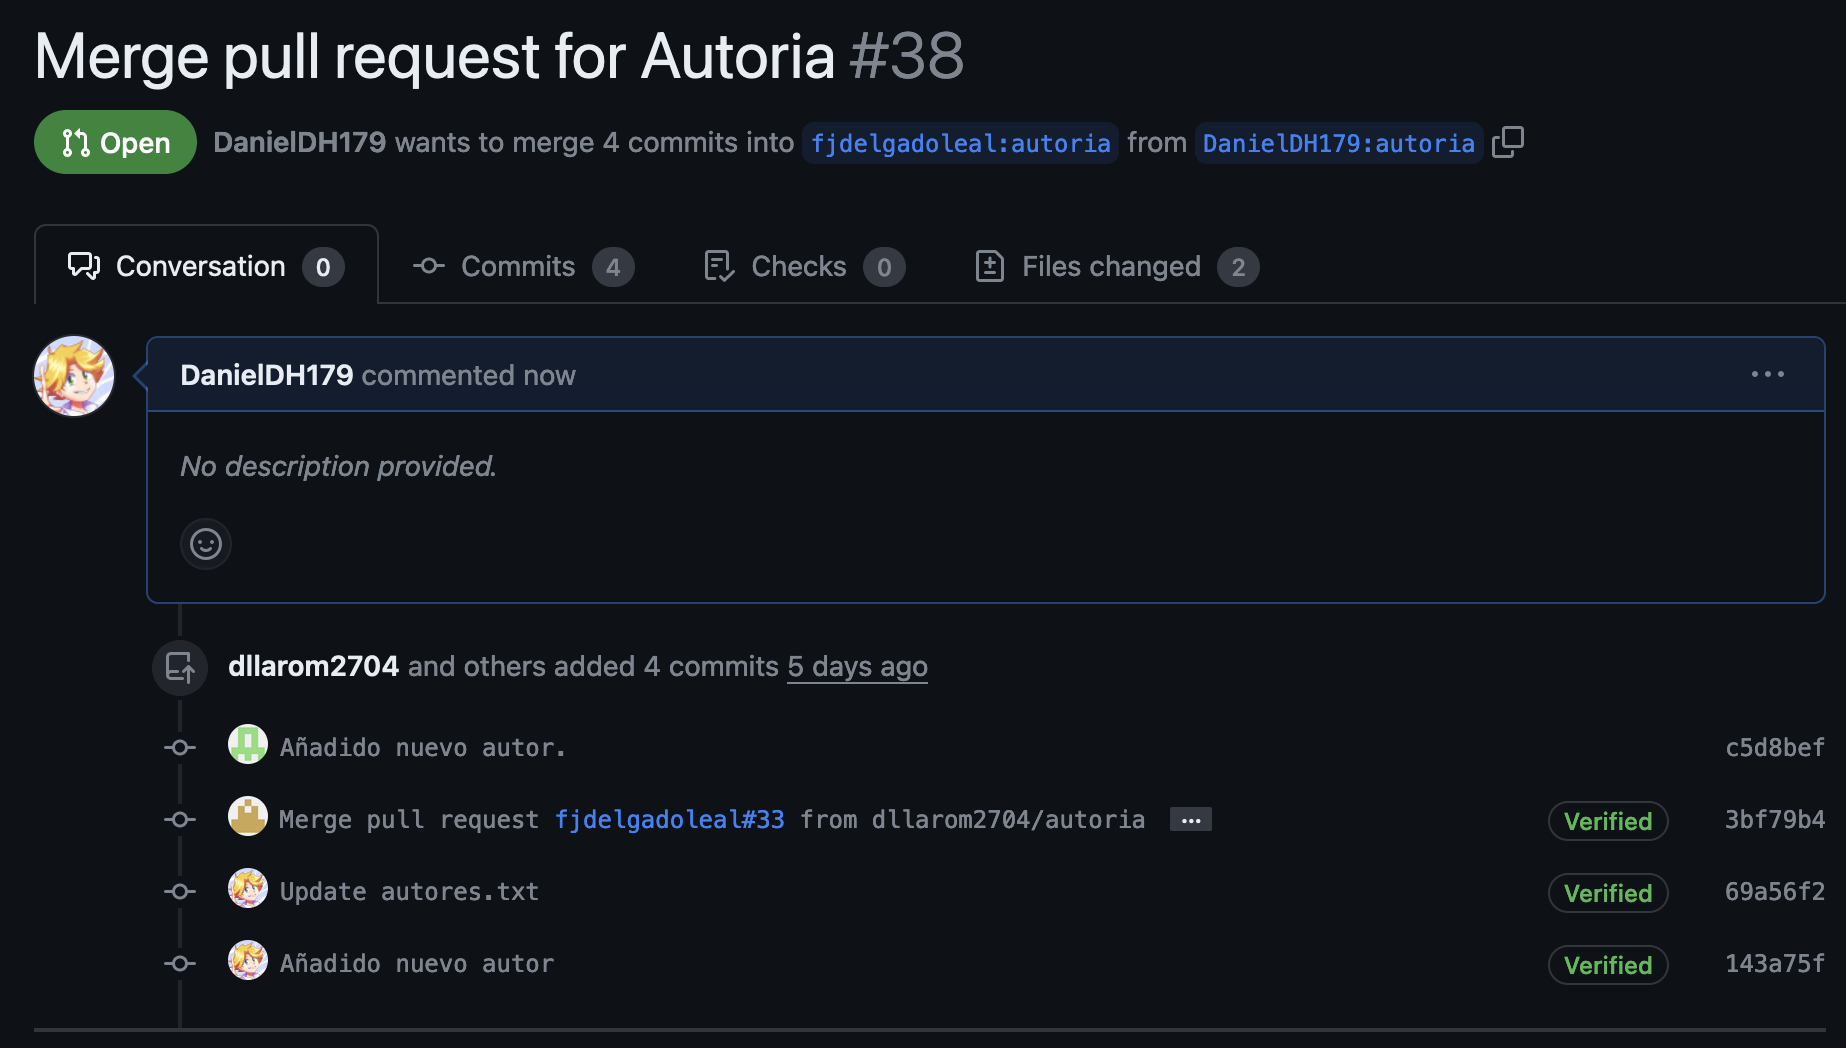 Merge pull request for Autoria #38
Open DanielDH179 wants to merge 4 commits into fjdelgadoleal:autoria from DanielDH179:autoria
Conversation 0 Commits 4 Checks 0 Files changed 2
DanielDH179 commented now
No description provided.
dllarom2704 and others added 4 commits 5 days ago
Añadido nuevo autor. c5d8bef
Merge pull request fjdelgadoleal#33 from dllarom2704/autoria ... Verified 3bf79b4
Update autores.txt Verified 69a56f2
Añadido nuevo autor Verified 143a75f